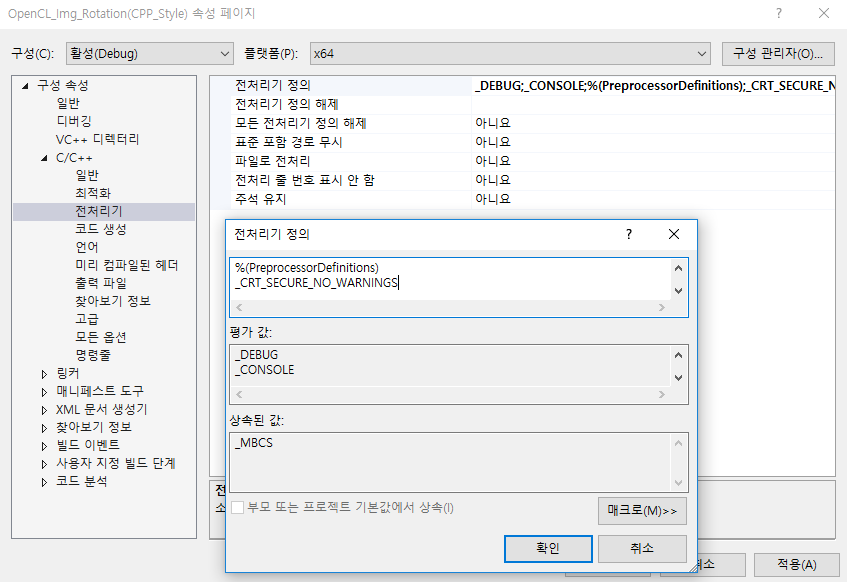 OpenCL_Img_Rotation(CPP_Style) 속성 페이지
?
구성(C):
활성(Debug)
플랫폼(P):
x64
구성 관리자(O)...
구성 속성
일반
디버깅
VC++ 디렉터리
C/C++
일반
최적화
전처리기
코드 생성
언어
미리 컴파일된 헤더
출력 파일
찾아보기 정보
고급
모든 옵션
명령줄
링커
매니페스트 도구
XML 문서 생성기
찾아보기 정보
빌드 이벤트
사용자 지정 빌드 단계
코드 분석
전처리기 정의 _DEBUG;_CONSOLE;%(PreprocessorDefinitions);_CRT_SECURE_NO
전처리기 정의 해제
모든 전처리기 정의 해제 아니요
표준 포함 경로 무시 아니요
파일로 전처리 아니요
전처리 줄 번호 표시 안 함 아니요
주석 유지 아니요
전처리기 정의
?
%(PreprocessorDefinitions)
_CRT_SECURE_NO_WARNINGS
평가 값:
_DEBUG
_CONSOLE
상속된 값:
_MBCS
부모 또는 프로젝트 기본값에서 상속(I)
매크로(M)>>
확인
취소
전
소
취소
적용(A)